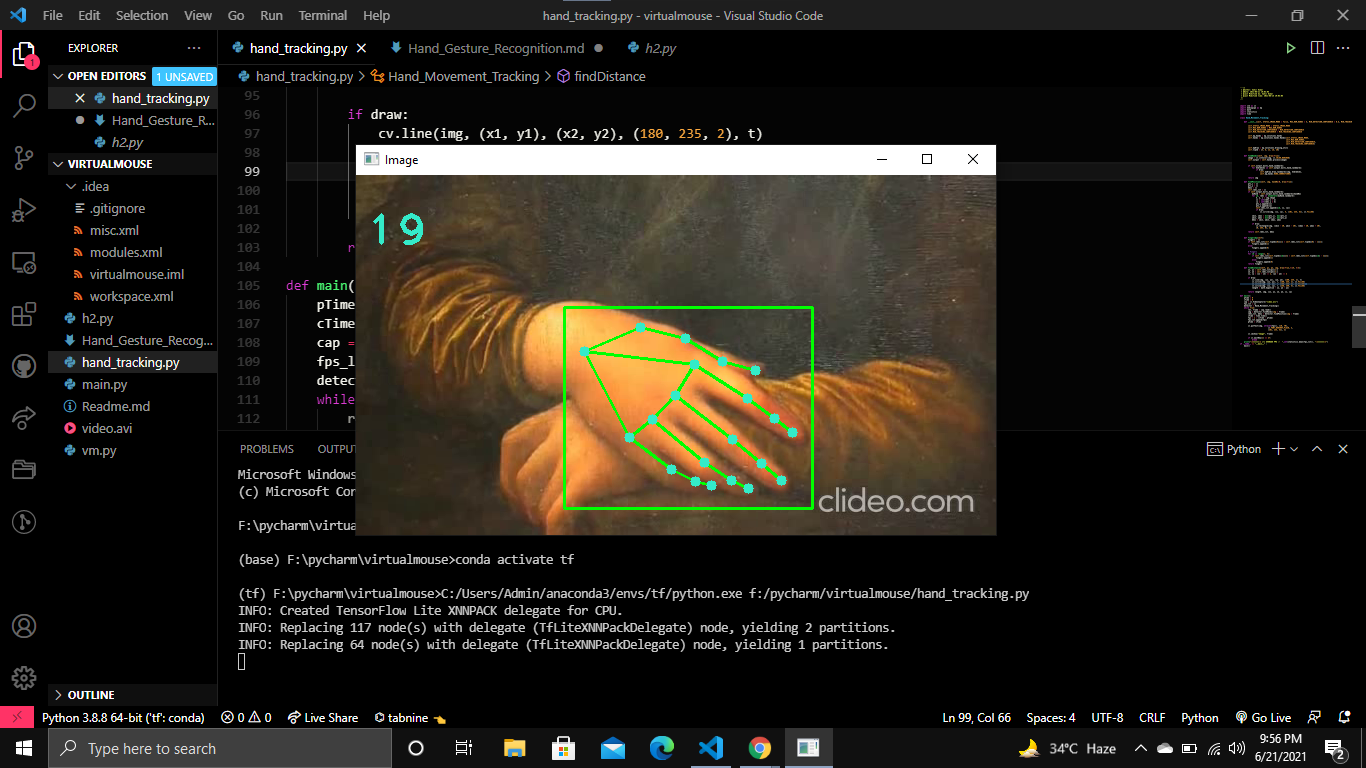 File Edit Selection View Go Run Terminal Help
hand_tracking.py - virtualmouse - Visual Studio Code
EXPLORER
OPEN EDITORS 1 UNSAVED
hand_tracking.py
Hand_Gesture_R...
h2.py
VIRTUALMOUSE
.idea
.gitignore
misc.xml
modules.xml
virtualmouse.iml
workspace.xml
h2.py
Hand_Gesture_Recog...
hand_tracking.py
main.py
Readme.md
video.avi
vm.py
OUTLINE
hand_tracking.py Hand_Gesture_Recognition.md h2.py
hand_tracking.py > Hand_Movement_Tracking > findDistance
95
96 if draw:
97 cv.line(img, (x1, y1), (x2, y2), (180, 235, 2), t)
98
99
100
101
102
103 r
104
105 def main(
106 pTime
107 cTime
108 cap =
109 fps_l
110 detec
111 while
112 r
Image
19
clideo.com
PROBLEMS OUTPU
Python
Microsoft Windows
(c) Microsoft Cor
F:\pycharm\virtua
(base) F:\pycharm\virtualmouse>conda activate tf
(tf) F:\pycharm\virtualmouse>C:/Users/Admin/anaconda3/envs/tf/python.exe f:/pycharm/virtualmouse/hand_tracking.py
INFO: Created TensorFlow Lite XNNPACK delegate for CPU.
INFO: Replacing 117 node(s) with delegate (TfLiteXNNPackDelegate) node, yielding 2 partitions.
INFO: Replacing 64 node(s) with delegate (TfLiteXNNPackDelegate) node, yielding 1 partitions.
Python 3.8.8 64-bit ('tf': conda) 0 0 Live Share tabnine
Ln 99, Col 66 Spaces: 4 UTF-8 CRLF Python Go Live
Type here to search
34°C Haze
9:56 PM
6/21/2021
2
1